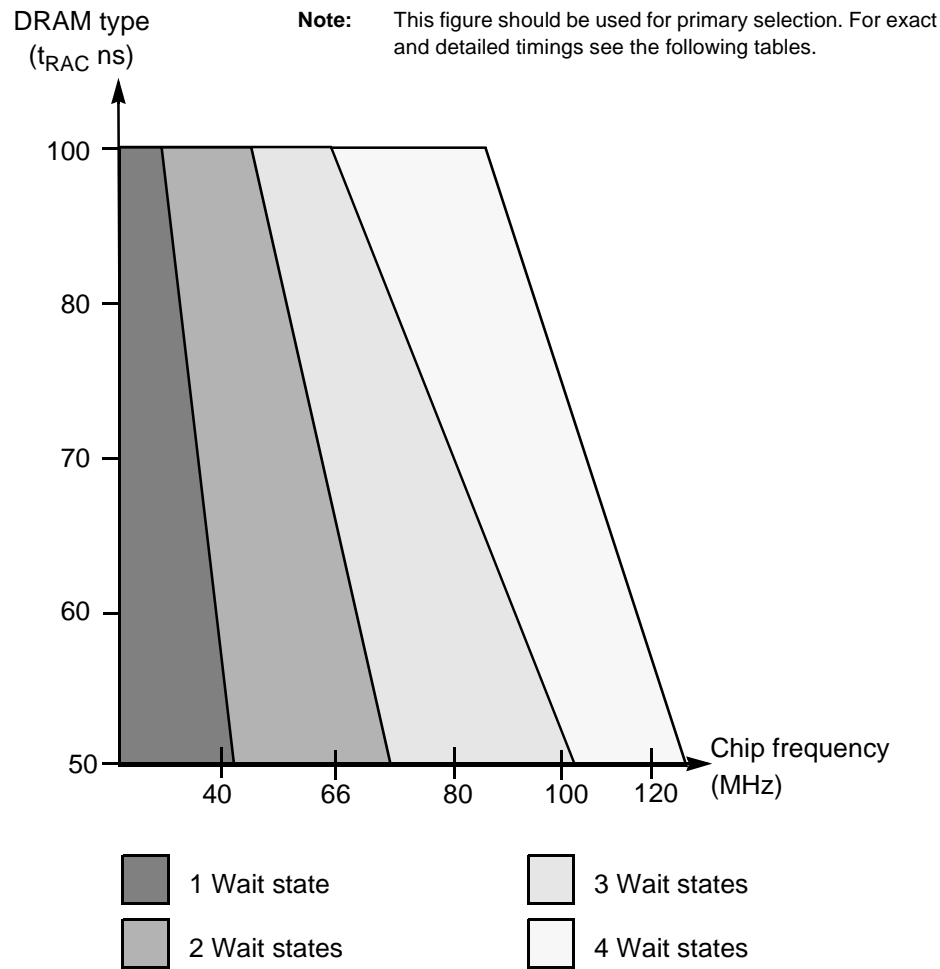 DRAM type
(tRAC ns)
Note: This figure should be used for primary selection. For exact
and detailed timings see the following tables.
100
80
70
60
50
40 66 80 100 120
Chip frequency
(MHz)
1 Wait state
3 Wait states
2 Wait states
4 Wait states